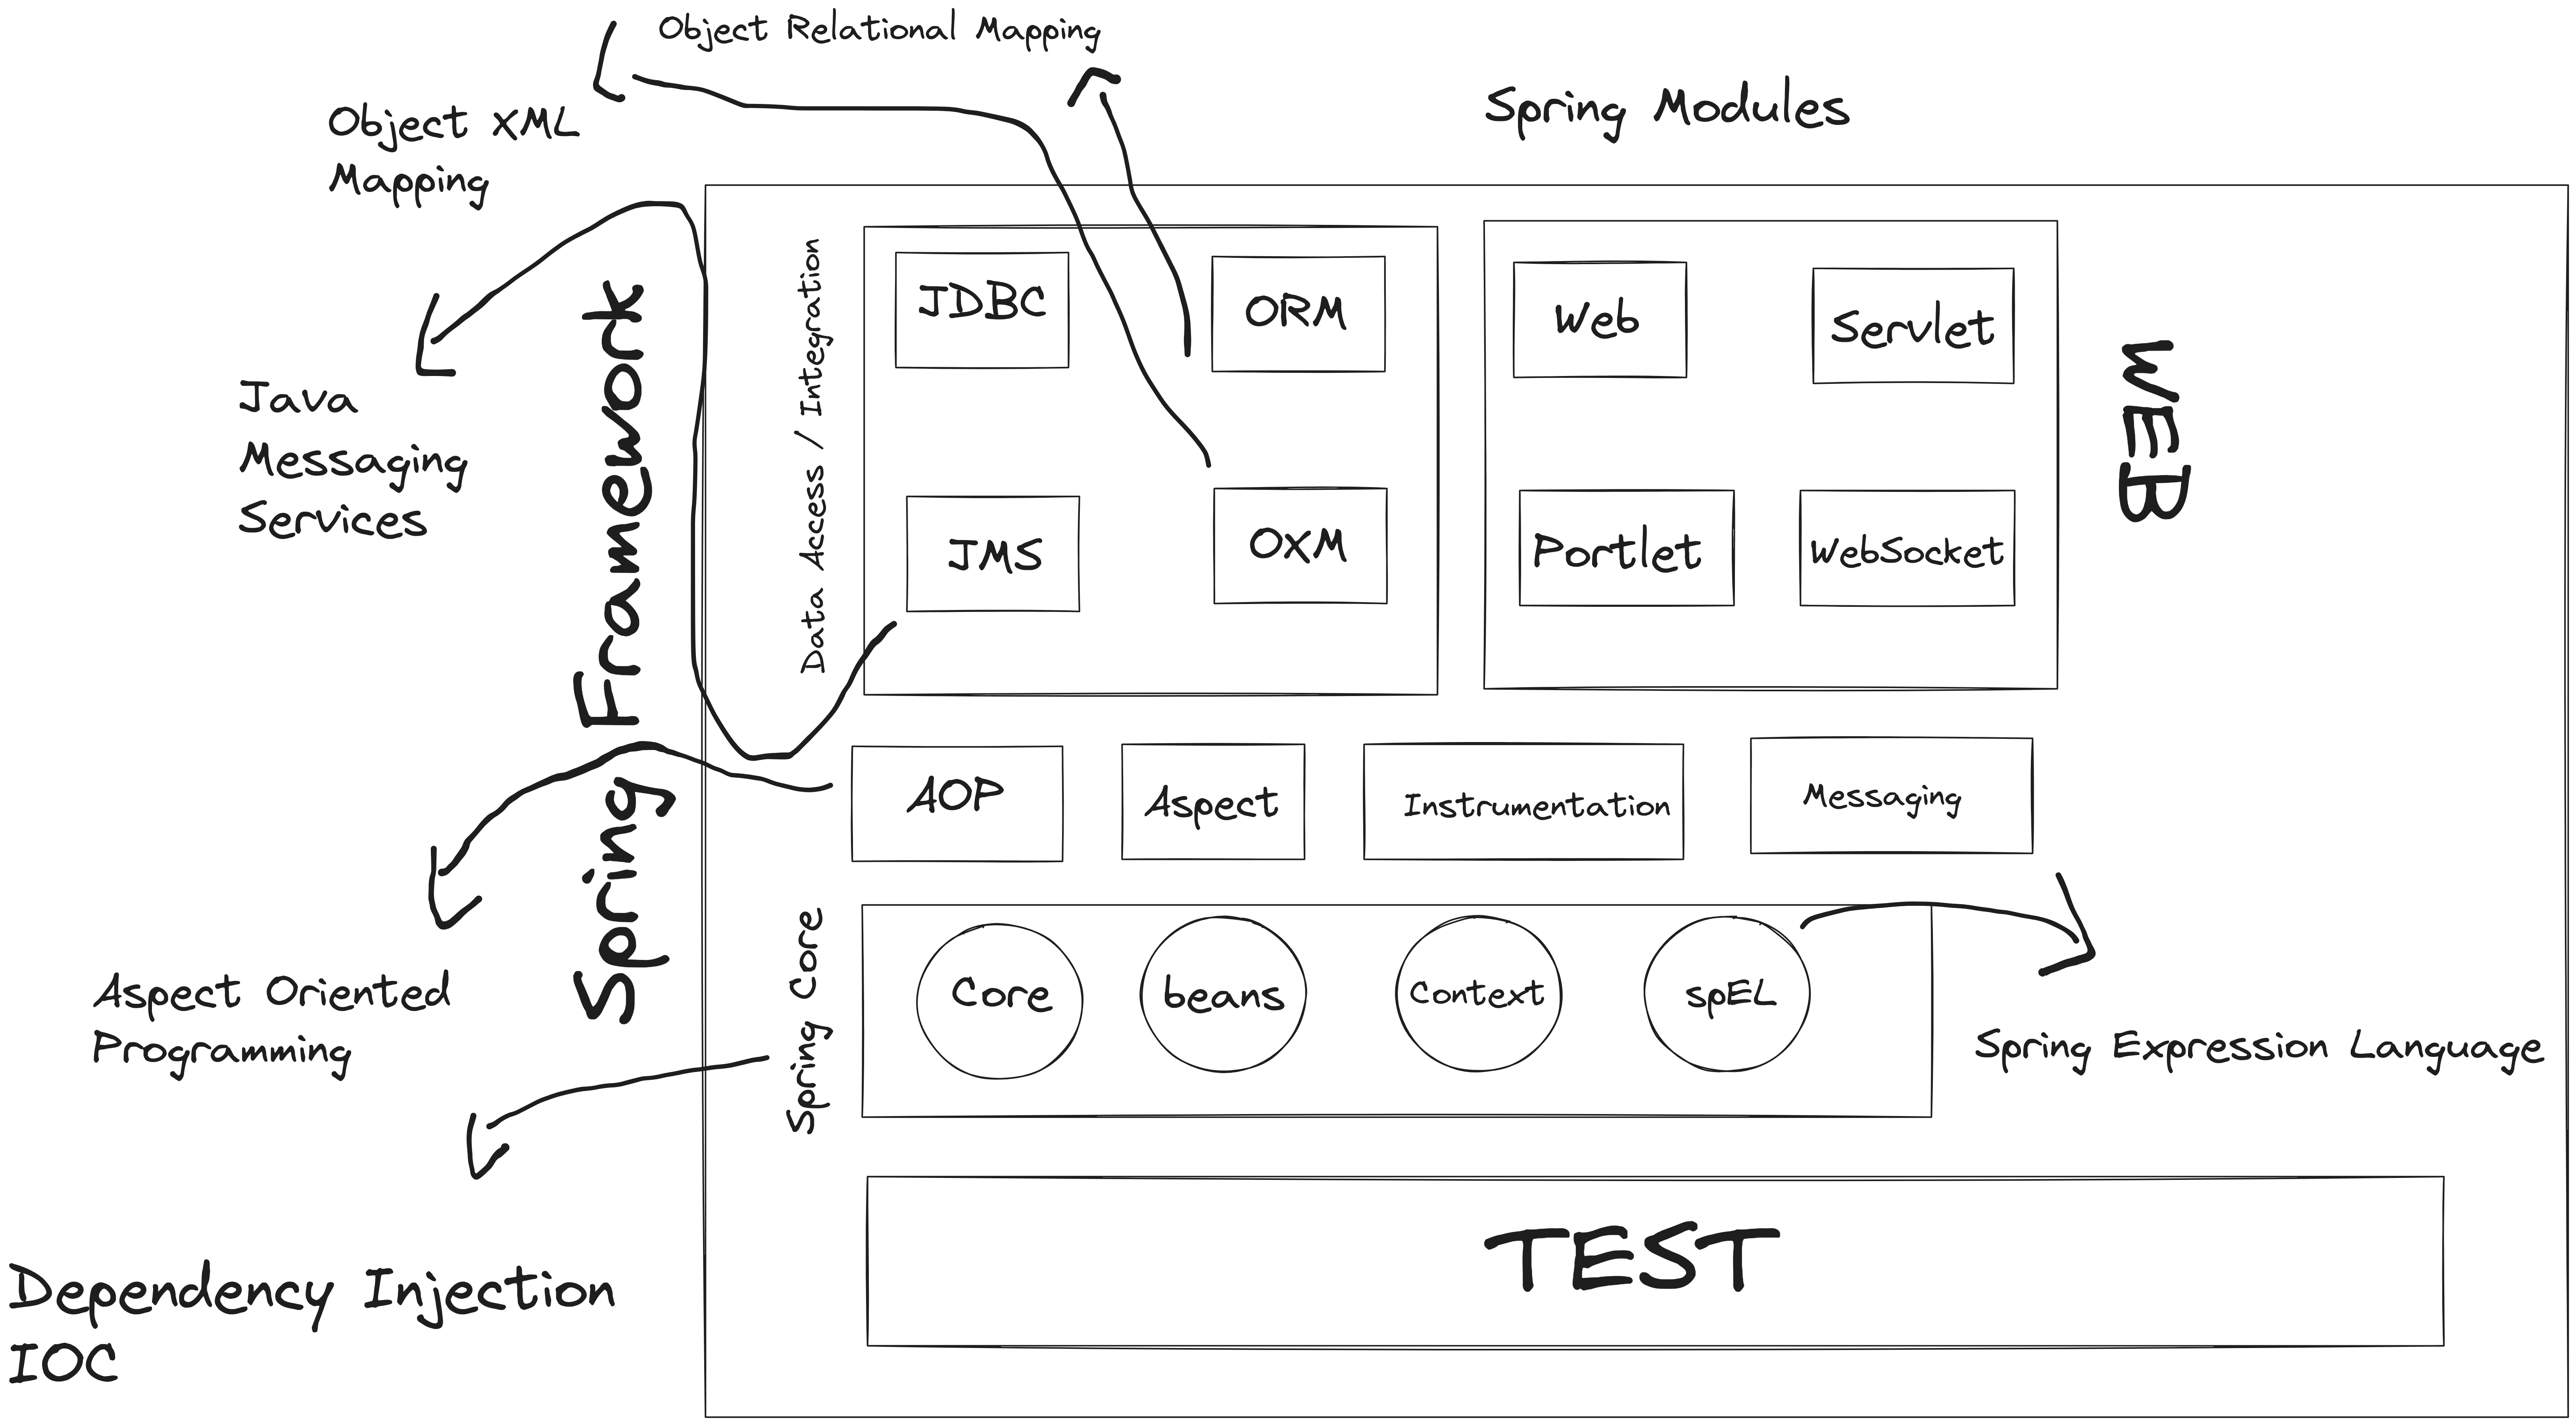 Object Relational Mapping
Spring Modules
Object XML
Mapping
Java
Messaging
Services
Spring Framework
Data Access / Integration
JDBC
ORM
JMS
OXM
Web
Servlet
Portlet
WebSocket
WEB
AOP
Aspect
Instrumentation
Messaging
Aspect Oriented
Programming
Spring Core
Core
beans
Context
spEL
Spring Expression Language
Dependency Injection
IOC
TEST